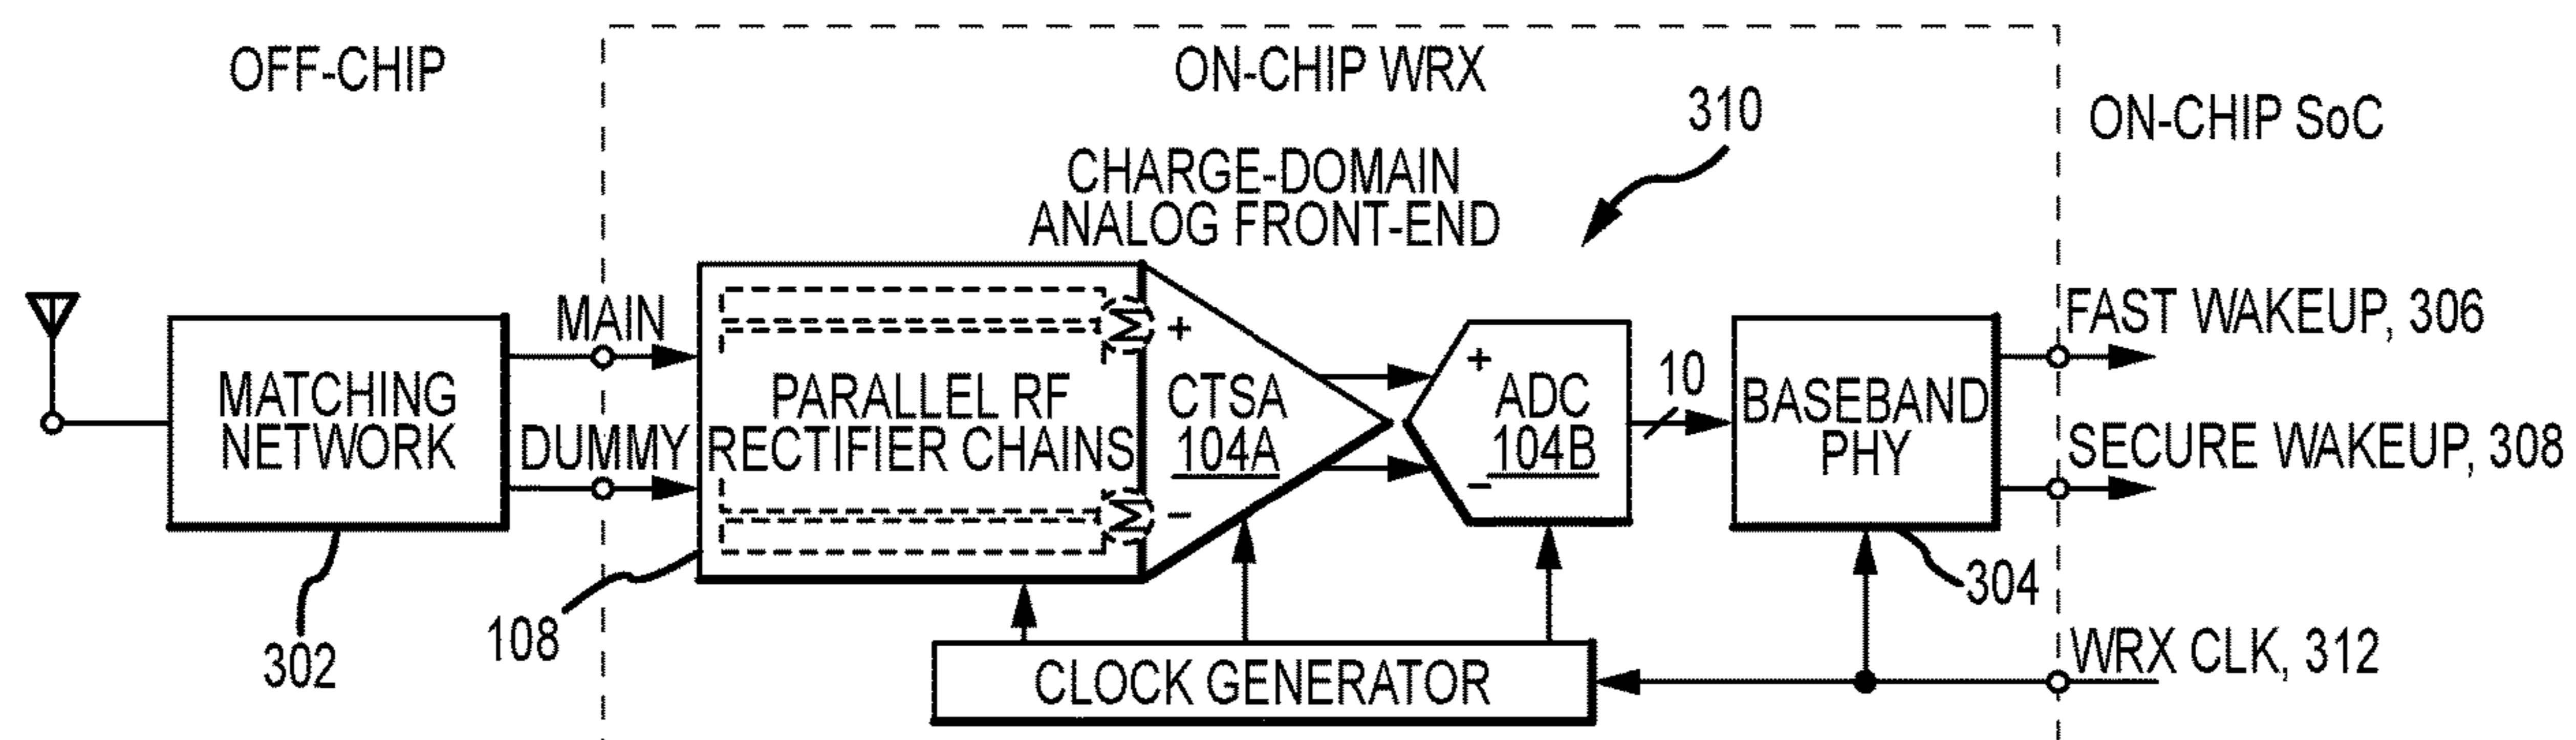 OFF-CHIP
ON-CHIP WRX
ON-CHIP SoC
310
CHARGE-DOMAIN
ANALOG FRONT-END
MAIN
DUMMY
MATCHING
NETWORK
302
PARALLEL RF
RECTIFIER CHAINS
108
M
+
M
−
CTSA
104A
+
ADC
104B
−
10
BASEBAND
PHY
304
FAST WAKEUP, 306
SECURE WAKEUP, 308
WRX CLK, 312
CLOCK GENERATOR